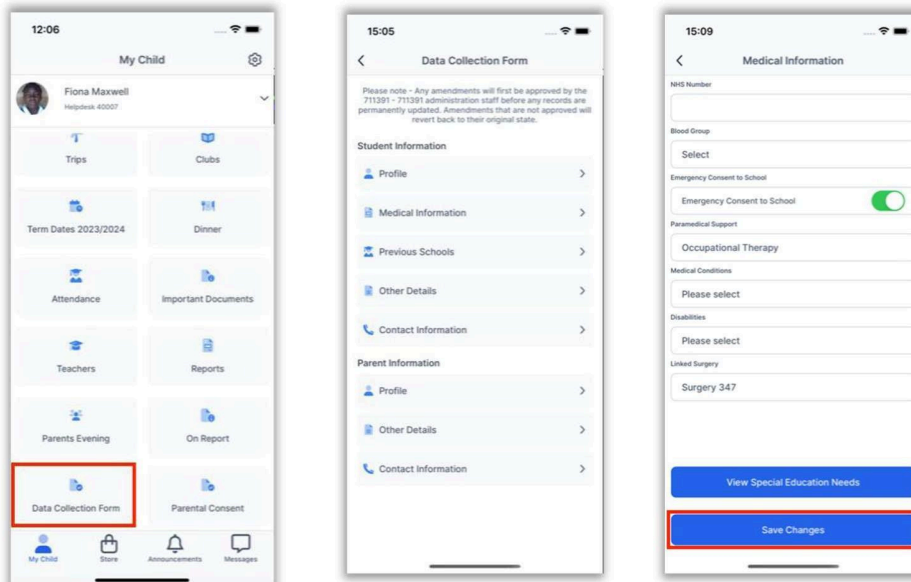 12:06
My Child
Fiona Maxwell
Helpdesk 40007
Trips
Clubs
Term Dates 2023/2024
Dinner
Attendance
Important Documents
Teachers
Reports
Parents Evening
On Report
Data Collection Form
Parental Consent
My Child
Store
Announcements
Messages
15:05
Data Collection Form
Please note - Any amendments will first be approved by the
711391 - 711391 administration staff before any records are
permanently updated. Amendments that are not approved will
revert back to their original state.
Student Information
Profile
Medical Information
Previous Schools
Other Details
Contact Information
Parent Information
Profile
Other Details
Contact Information
15:09
Medical Information
NHS Number
Blood Group
Select
Emergency Consent to School
Emergency Consent to School
Paramedical Support
Occupational Therapy
Medical Conditions
Please select
Disabilities
Please select
Linked Surgery
Surgery 347
View Special Education Needs
Save Changes